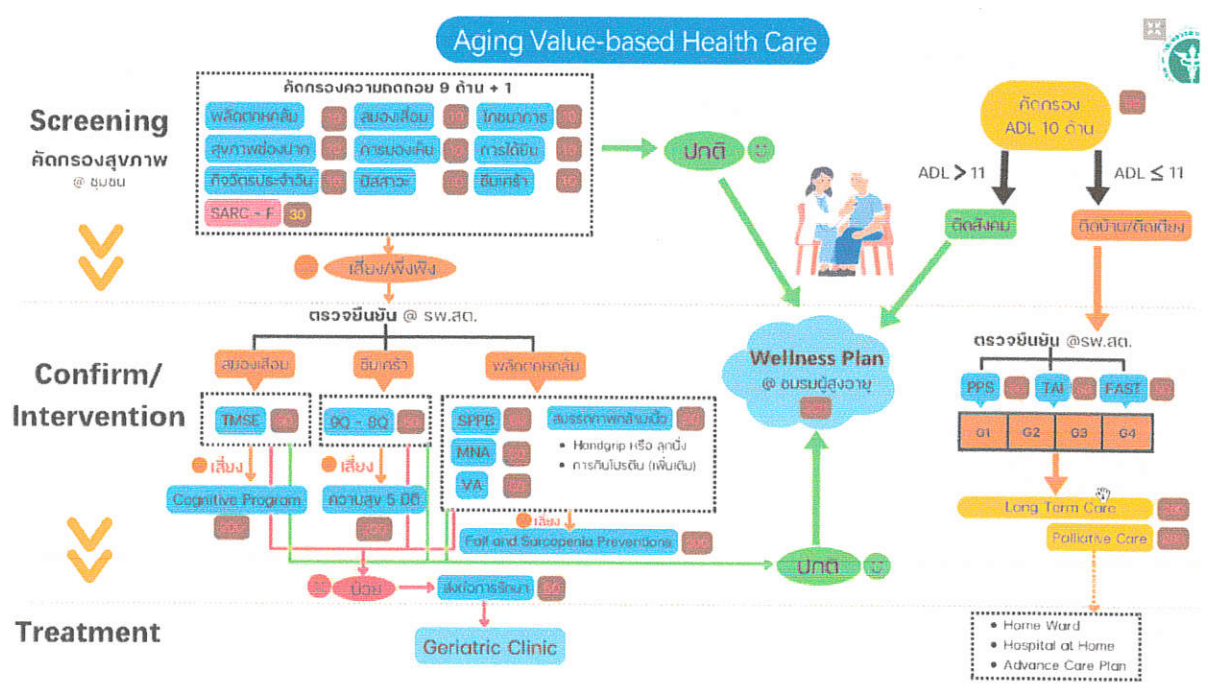 Aging Value-based Health Care
Screening
คัดกรองสุขภาพ
@ ชุมชน
คัดกรองความถดถอย 9 ด้าน + 1
พลัดตกหกล้ม 10 สมองเสื่อม 10 โภชนาการ 10
สุขภาพช่องปาก 10 การมองเห็น 10 การได้ยิน 10
กิจวัตรประจำวัน 10 ปัสสาวะ 10 ซึมเศร้า 10
SARC - F 30
ปกติ
เสี่ยง/พึ่งพิง
คัดกรอง
ADL 10 ด้าน
ADL > 11
ADL ≤ 11
ติดสังคม
ติดบ้าน/ติดเตียง
Confirm/
Intervention
ตรวจยืนยัน @ รพ.สต.
สมองเสื่อม
ซึมเศร้า
พลัดตกหกล้ม
TMSE
9Q - 8Q
SPPB
MNA
VA
สมรรถภาพกล้ามเนื้อ
• Handgrip หรือ ลุกนั่ง
• การกินโปรตีน (เพิ่มเติม)
เสี่ยง
เสี่ยง
เสี่ยง
Cognitive Program
ความสุข 5 มิติ
Fall and Sarcopenia Preventions
Wellness Plan
@ ชมรมผู้สูงอายุ
ปกติ
ตรวจยืนยัน @รพ.สต.
PPS TAI FAST
G1 G2 G3 G4
Long Term Care
Palliative Care
ป่วย
ส่งต่อการรักษา
Treatment
Geriatric Clinic
• Home Ward
• Hospital at Home
• Advance Care Plan